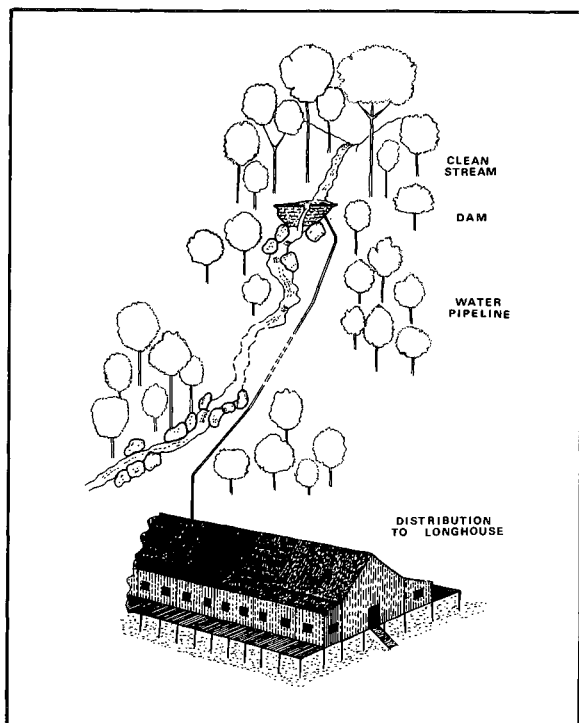 CLEAN
STREAM
DAM
WATER
PIPELINE
DISTRIBUTION
TO LONGHOUSE